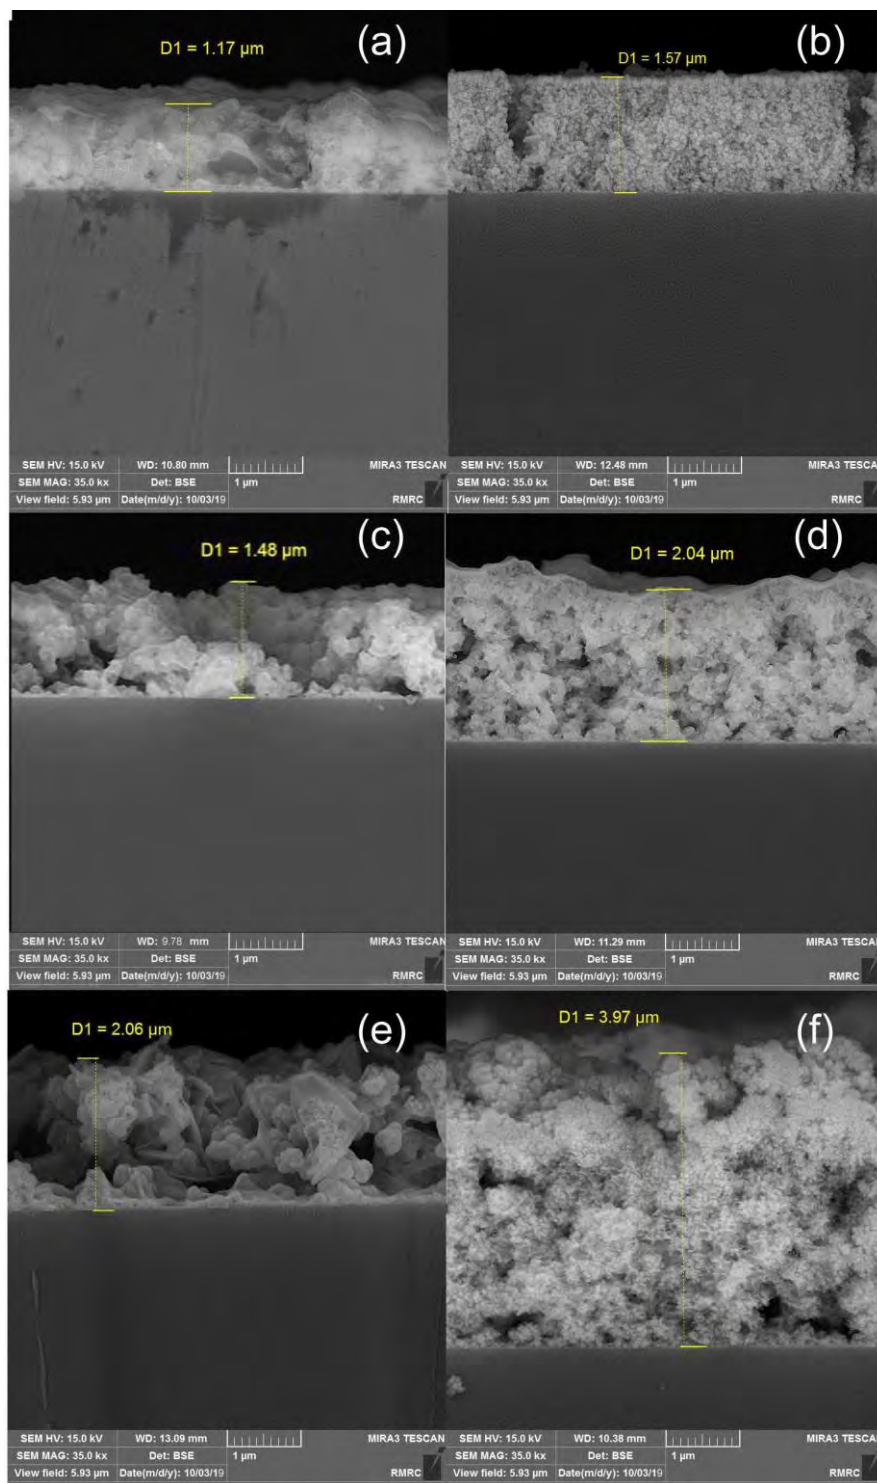 (a)
D1 = 1.17 µm
SEM HV: 15.0 kV WD: 10.80 mm MIRA3 TESCAN
SEM MAG: 35.0 kx Det: BSE 1 µm
View field: 5.93 µm Date(m/d/y): 10/03/19 RMRC
(b)
D1 = 1.57 µm
SEM HV: 15.0 kV WD: 12.48 mm MIRA3 TESCAN
SEM MAG: 35.0 kx Det: BSE 1 µm
View field: 5.93 µm Date(m/d/y): 10/03/19 RMRC
(c)
D1 = 1.48 µm
SEM HV: 15.0 kV WD: 9.78 mm MIRA3 TESCAN
SEM MAG: 35.0 kx Det: BSE 1 µm
View field: 5.93 µm Date(m/d/y): 10/03/19 RMRC
(d)
D1 = 2.04 µm
SEM HV: 15.0 kV WD: 11.29 mm MIRA3 TESCAN
SEM MAG: 35.0 kx Det: BSE 1 µm
View field: 5.93 µm Date(m/d/y): 10/03/19 RMRC
(e)
D1 = 2.06 µm
SEM HV: 15.0 kV WD: 13.09 mm MIRA3 TESCAN
SEM MAG: 35.0 kx Det: BSE 1 µm
View field: 5.93 µm Date(m/d/y): 10/03/19 RMRC
(f)
D1 = 3.97 µm
SEM HV: 15.0 kV WD: 10.38 mm MIRA3 TESCAN
SEM MAG: 35.0 kx Det: BSE 1 µm
View field: 5.93 µm Date(m/d/y): 10/03/19 RMRC